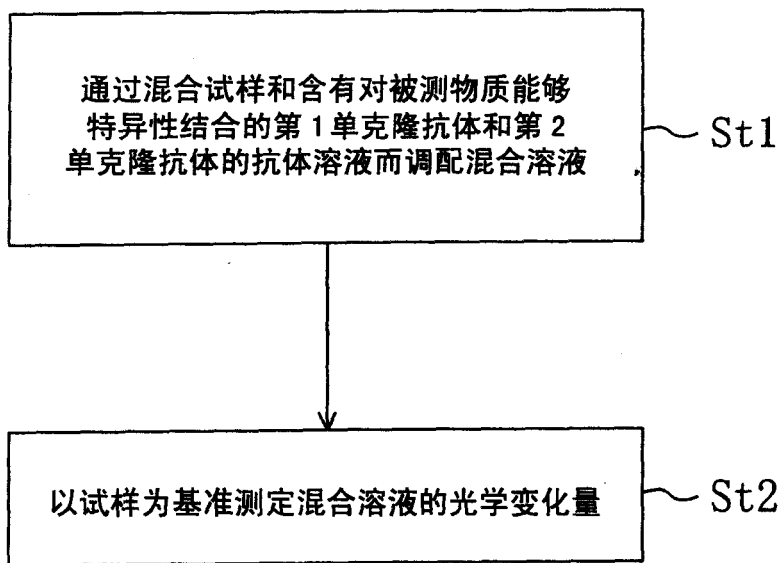 通过混合试样和含有对被测物质能够
特异性结合的第1单克隆抗体和第2
单克隆抗体的抗体溶液而调配混合溶液
St1
以试样为基准测定混合溶液的光学变化量
St2